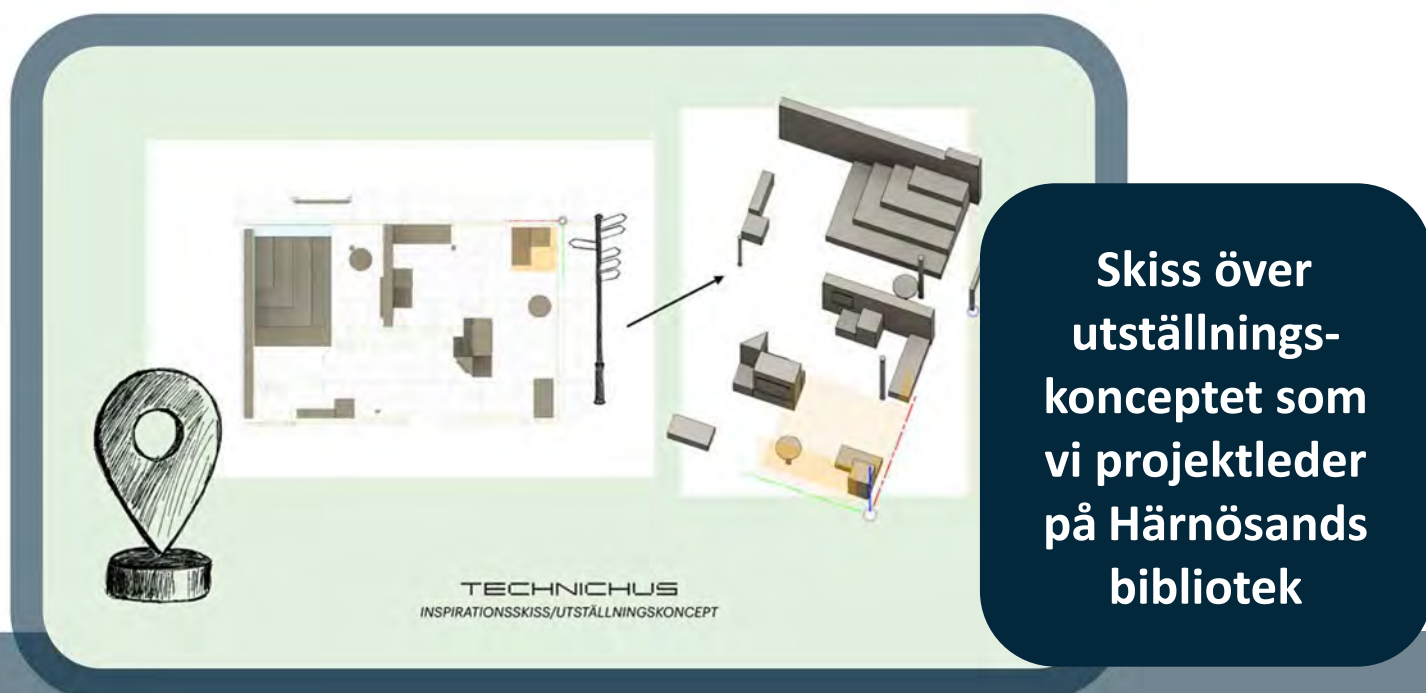 TECHNICHUS
INSPIRATIONSSKISS/UTSTÄLLNINGSKONCEPT
Skiss över
utställnings-
konceptet som
vi projektleder
på Härnösands
bibliotek